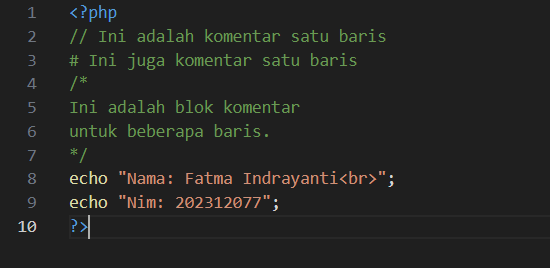 1 <?php
2 // Ini adalah komentar satu baris
3 # Ini juga komentar satu baris
4 /*
5 Ini adalah blok komentar
6 untuk beberapa baris.
7 */
8 echo "Nama: Fatma Indrayanti<br>";
9 echo "Nim: 202312077";
10 ?>